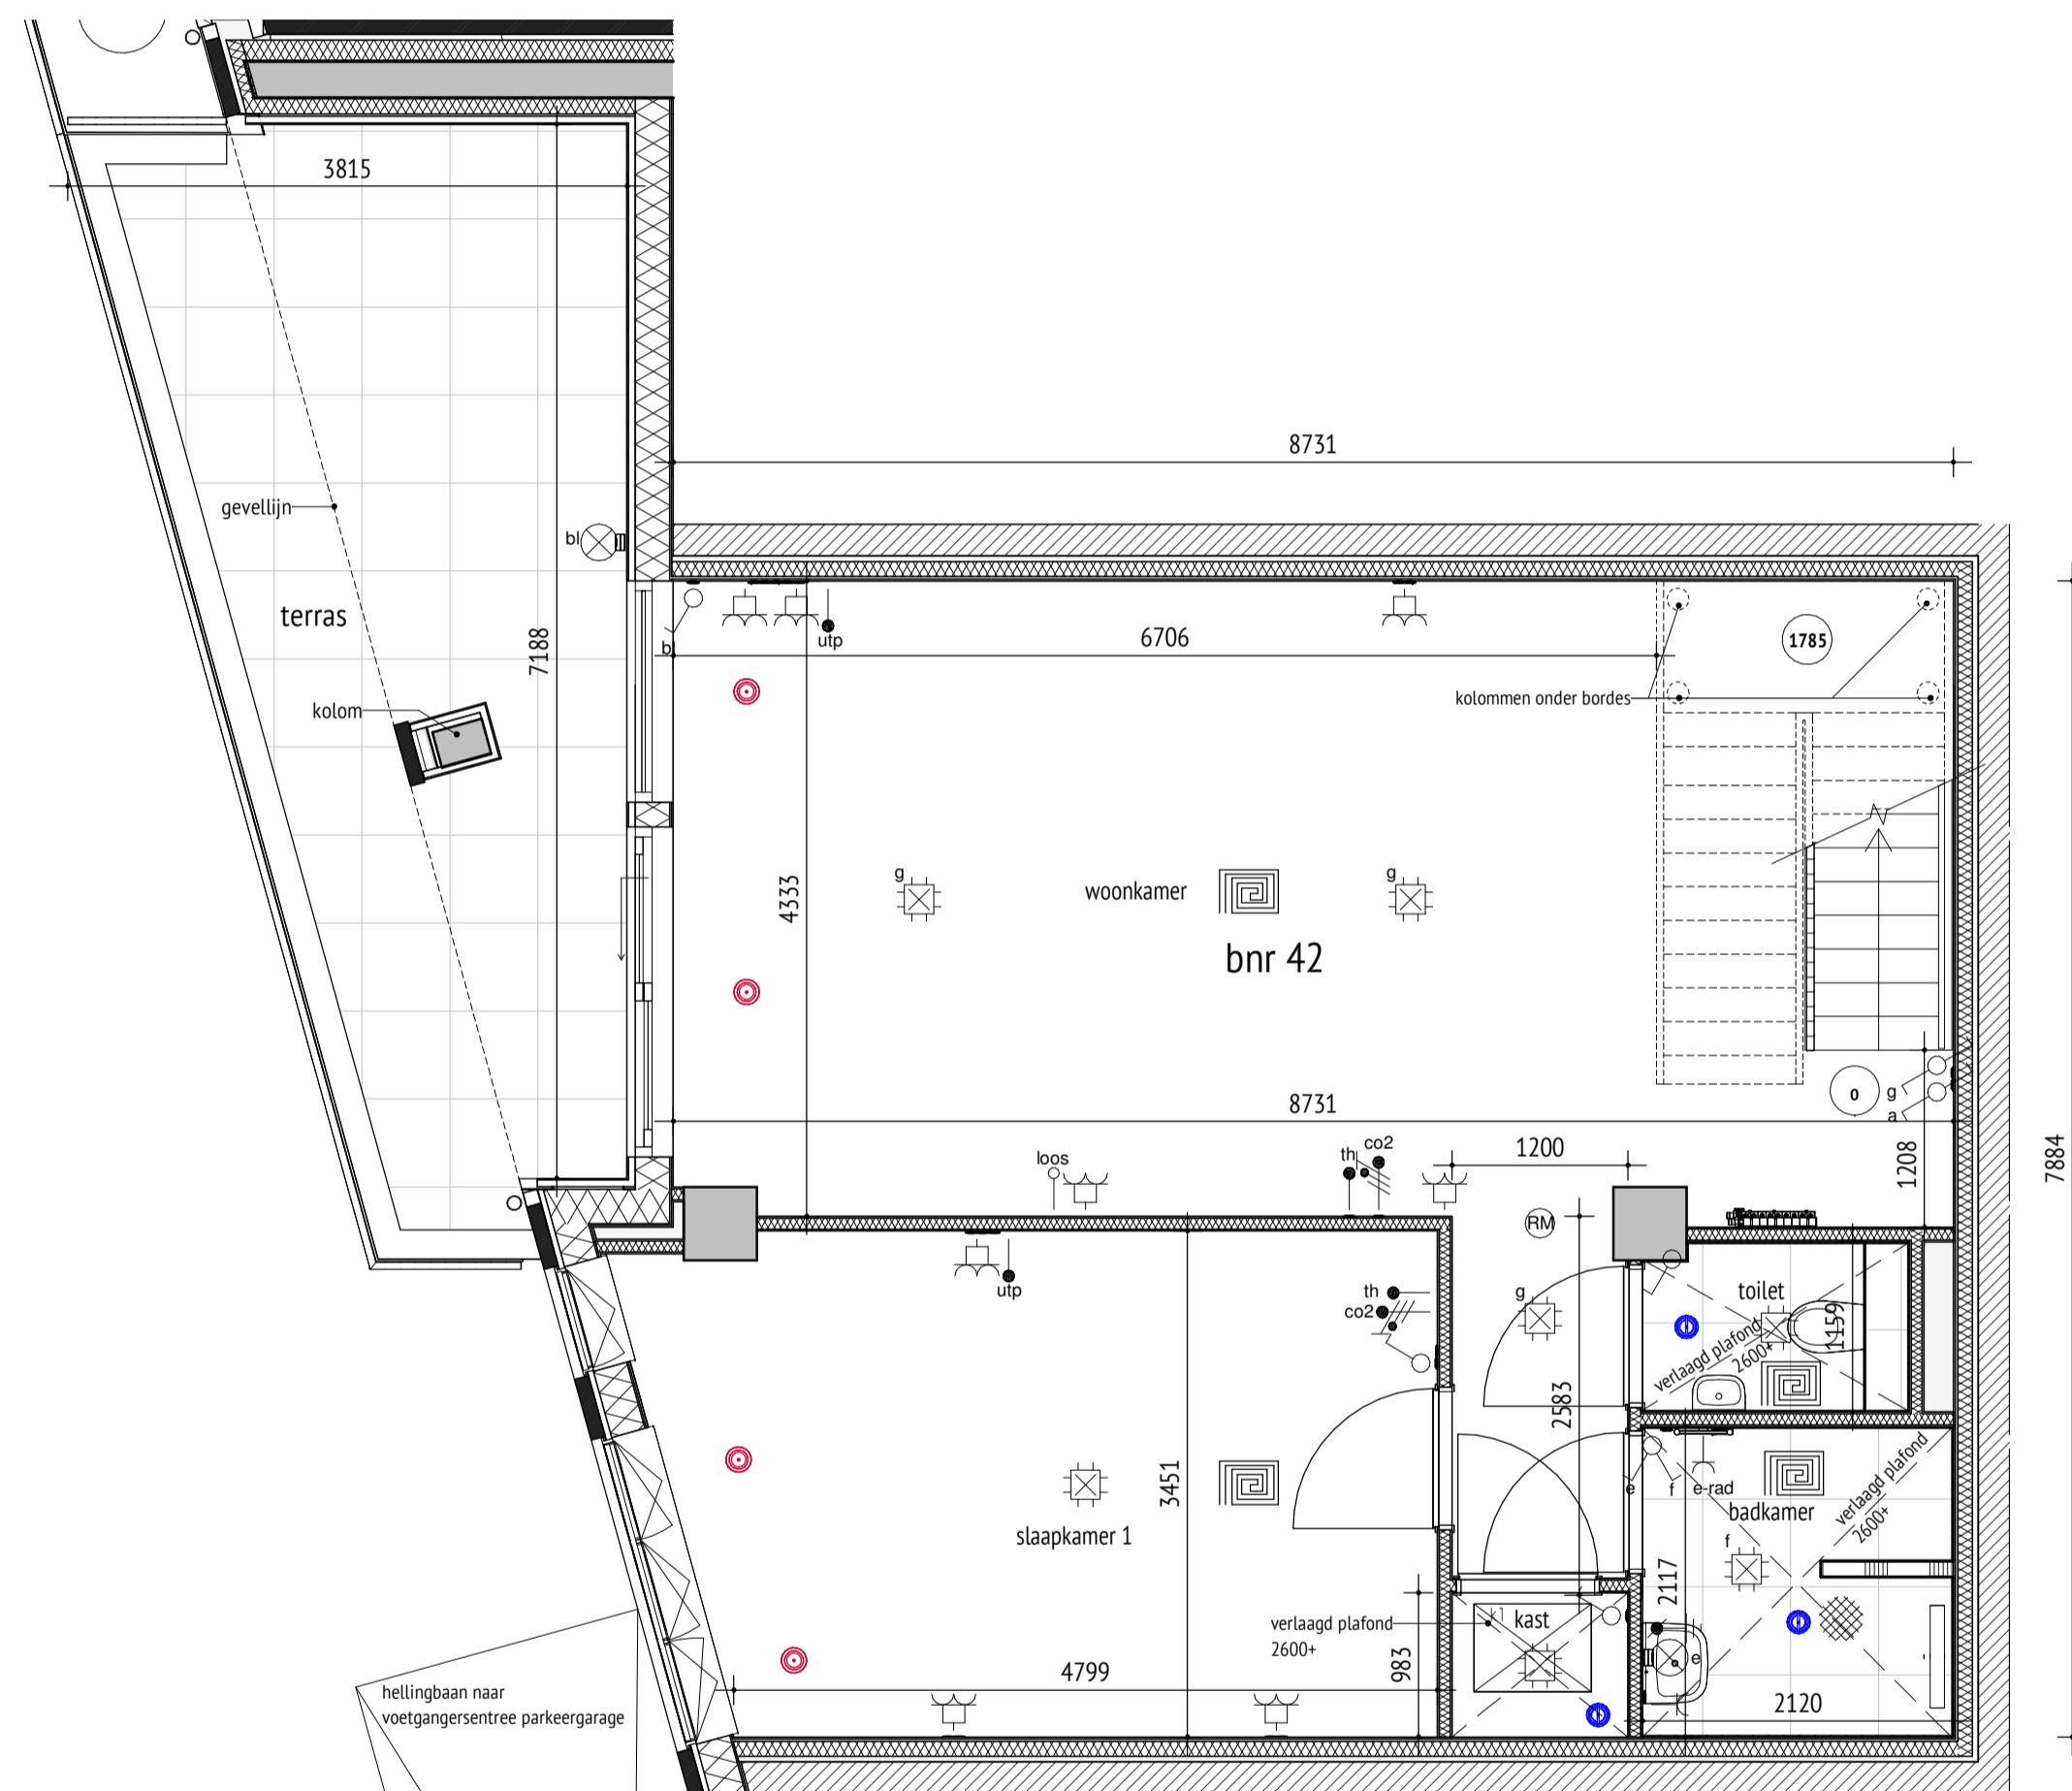 3815
8731
gevellijn
bl
terras
7188
b
utp
6706
1785
kolommen onder bordes
kolom
g
woonkamer
g
4333
bnr 42
8731
0
g
a
1208
7884
loos
th
co2
1200
RM
utp
th
co2
g
toilet
1159
verlaagd plafond
2600+
2583
3451
slaapkamer 1
e
f
e-rad
badkamer
verlaagd plafond
2600+
f
2117
verlaagd plafond
2600+
kast
983
e
4799
2120
hellingbaan naar
voetgangersentree parkeergarage